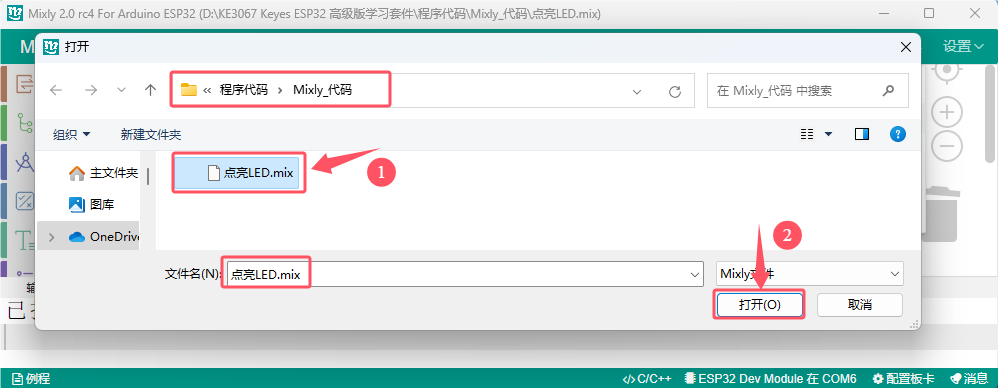 Mixly 2.0 rc4 For Arduino ESP32 (D:\KE3067 Keyes ESP32 高级版学习套件\程序代码\Mixly_代码\点亮LED.mix)
M
设置
打开
« 程序代码 › Mixly_代码
在 Mixly_代码 中搜索
组织 新建文件夹
主文件夹
点亮LED.mix
1
图库
OneDrive
2
文件名(N): 点亮LED.mix
Mixly文件
打开(O) 取消
已
例程
</> C/C++ ESP32 Dev Module 在 COM6 配置板卡 消息